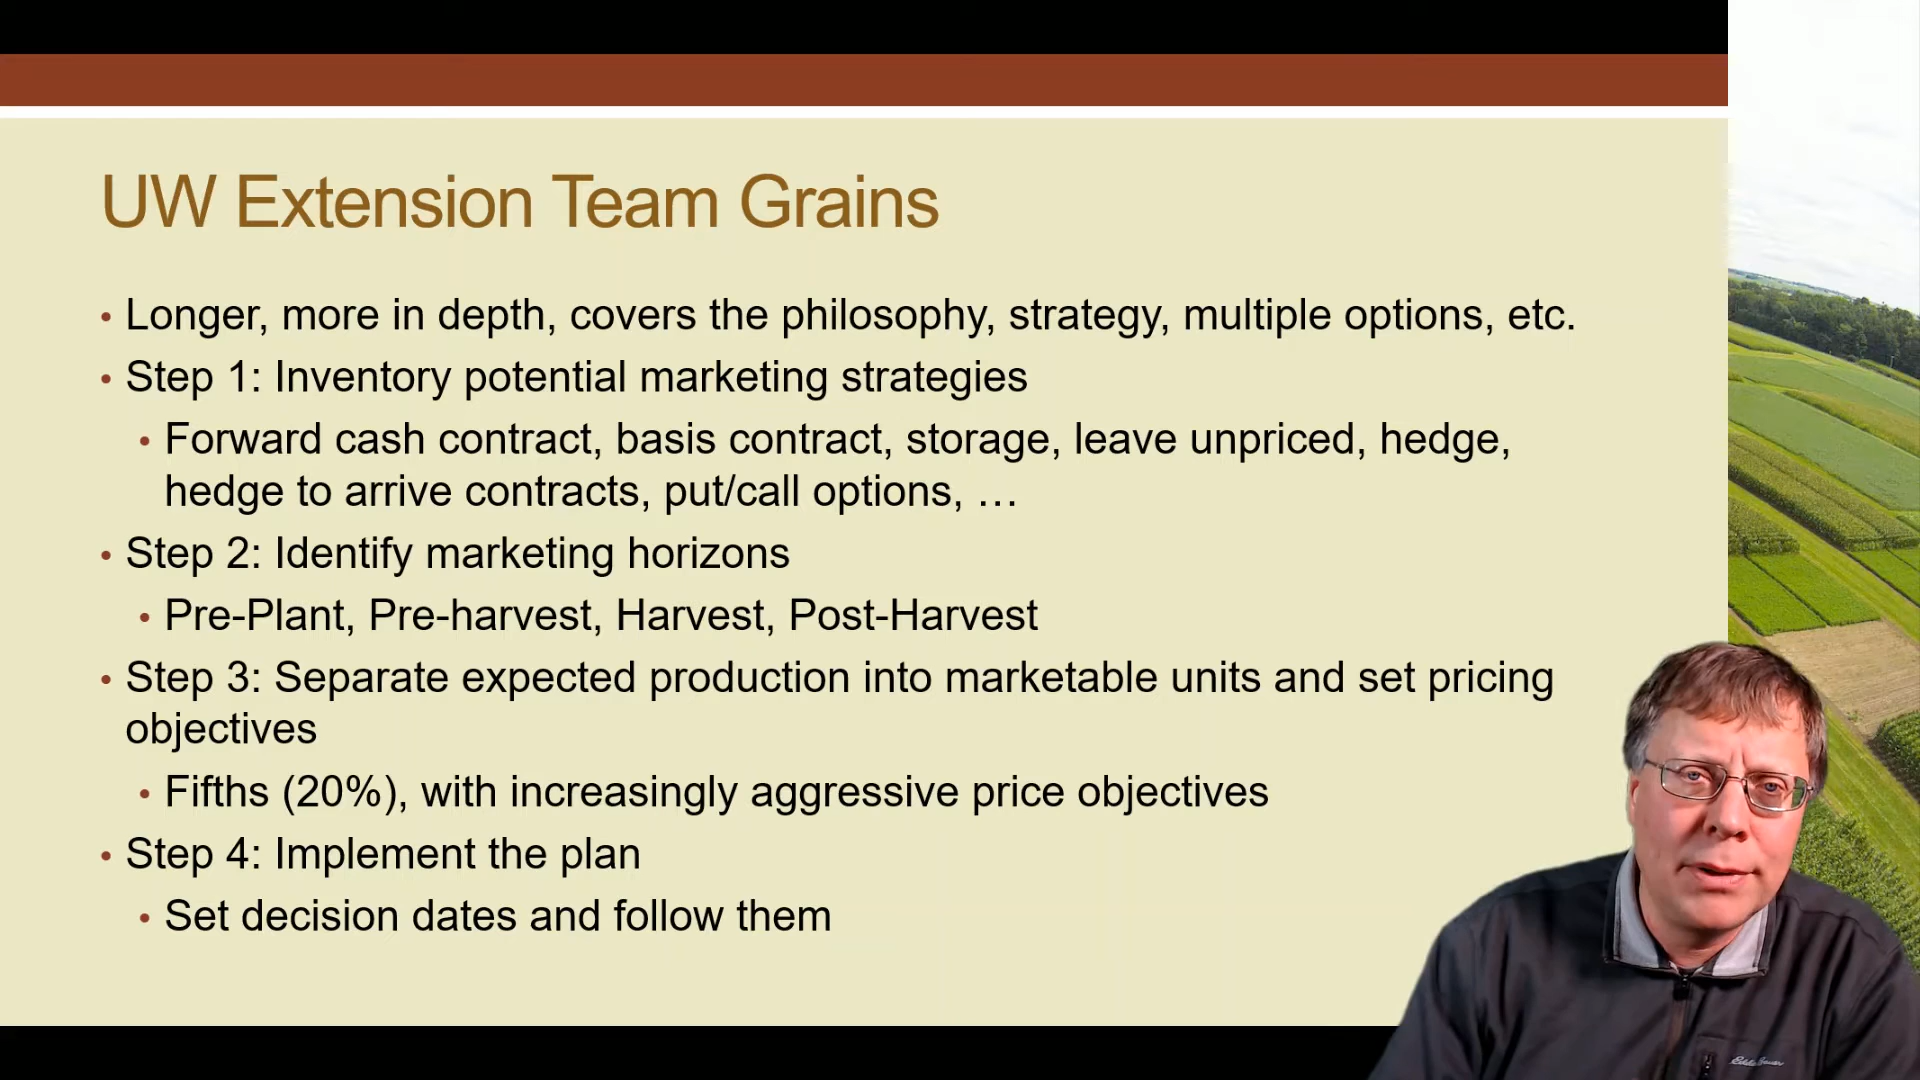 UW Extension Team Grains
• Longer, more in depth, covers the philosophy, strategy, multiple options, etc.
• Step 1: Inventory potential marketing strategies
• Forward cash contract, basis contract, storage, leave unpriced, hedge,
hedge to arrive contracts, put/call options, …
• Step 2: Identify marketing horizons
• Pre-Plant, Pre-harvest, Harvest, Post-Harvest
• Step 3: Separate expected production into marketable units and set pricing
objectives
• Fifths (20%), with increasingly aggressive price objectives
• Step 4: Implement the plan
• Set decision dates and follow them
Eddie Bauer